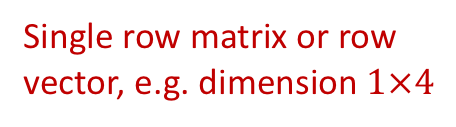 Single row matrix or row
vector, e.g. dimension 1×4